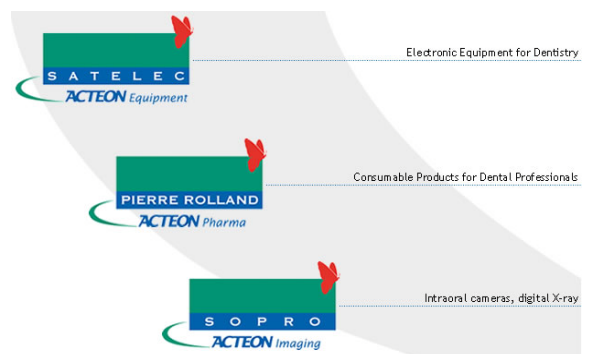 Electronic Equipment for Dentistry
SATELEC
ACTEON Equipment
Consumable Products for Dental Professionals
PIERRE ROLLAND
ACTEON Pharma
Intraoral cameras, digital X-ray
SOPRO
ACTEON Imaging